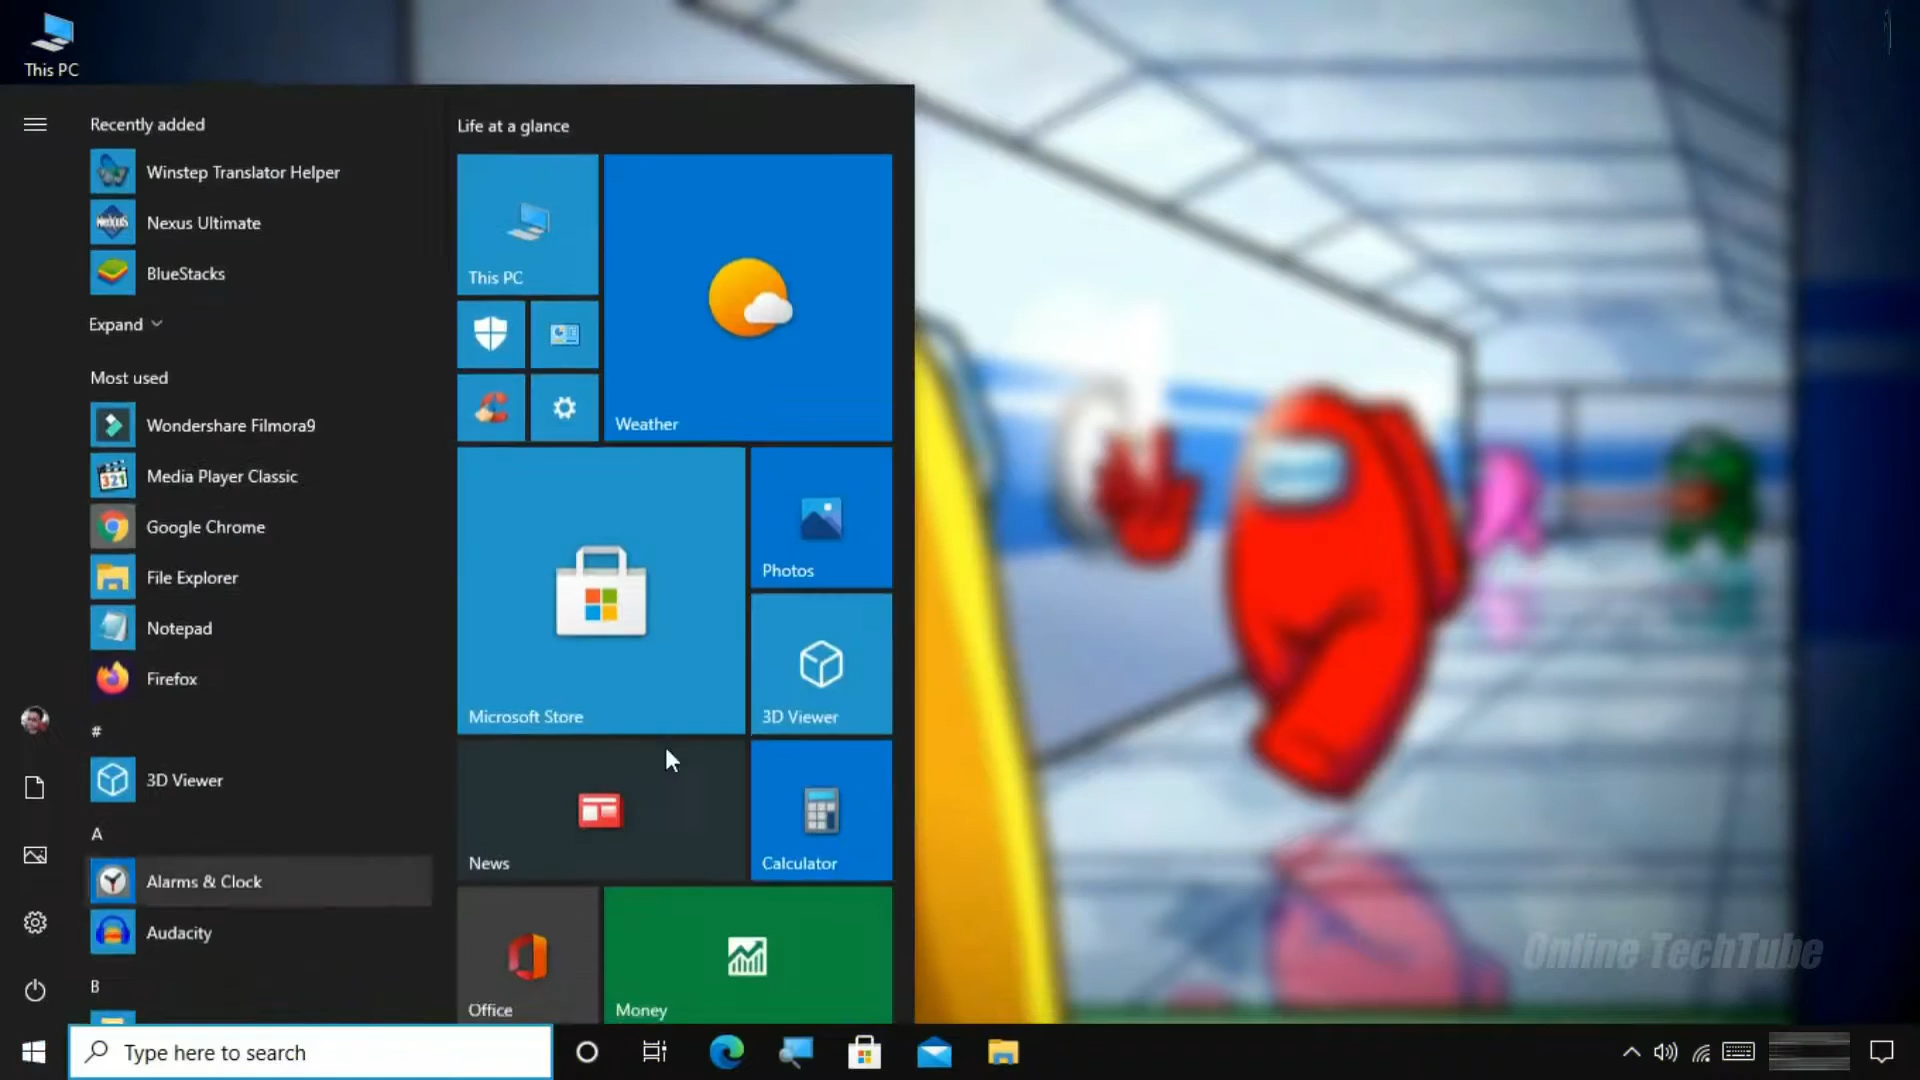 This PC
Recently added
Winstep Translator Helper
Nexus Ultimate
BlueStacks
Expand
Most used
Wondershare Filmora9
Media Player Classic
321
Google Chrome
File Explorer
Notepad
Firefox
#
3D Viewer
A
Alarms & Clock
Audacity
B
Life at a glance
This PC
Weather
Microsoft Store
Photos
3D Viewer
News
Calculator
Office
Money
Online TechTube
Type here to search